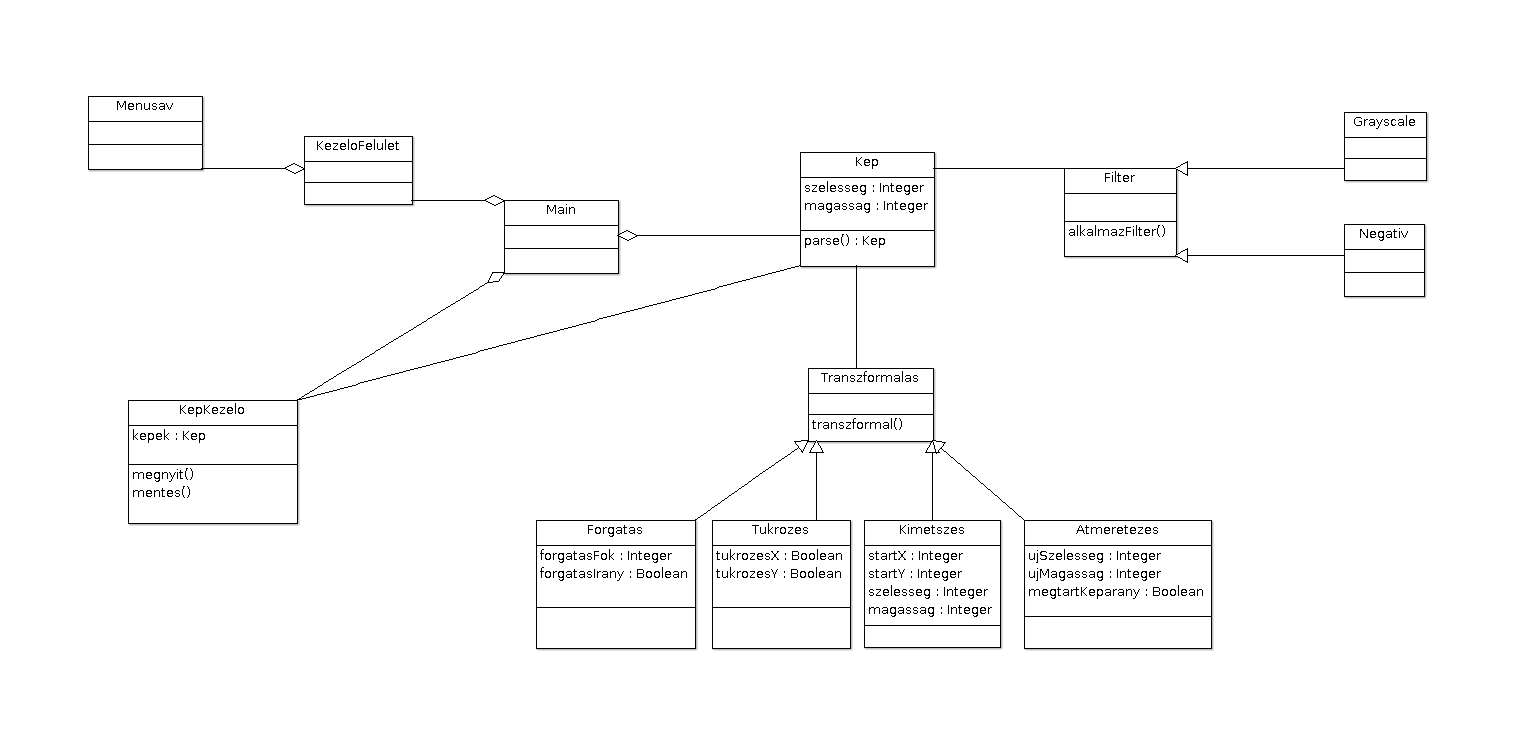 Menusav
KezeloFelulet
Main
Kep
szelesseg : Integer
magassag : Integer
parse() : Kep
Filter
alkalmazFilter()
Grayscale
Negativ
KepKezelo
kepek : Kep
megnyit()
mentes()
Transzformalas
transzformal()
Forgatas
forgatasFok : Integer
forgatasIrany : Boolean
Tukrozes
tukrozesX : Boolean
tukrozesY : Boolean
Kimetszes
startX : Integer
startY : Integer
szelesseg : Integer
magassag : Integer
Atmeretezes
ujSzelesseg : Integer
ujMagassag : Integer
megtartKeparany : Boolean